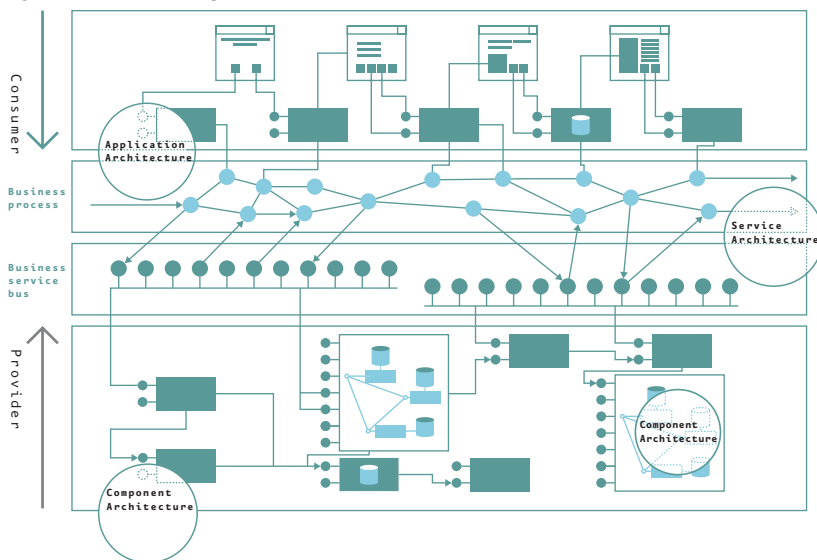 Consumer
Application
Architecture
Business
process
Service
Architecture
Business
service
bus
Provider
Component
Architecture
Component
Architecture